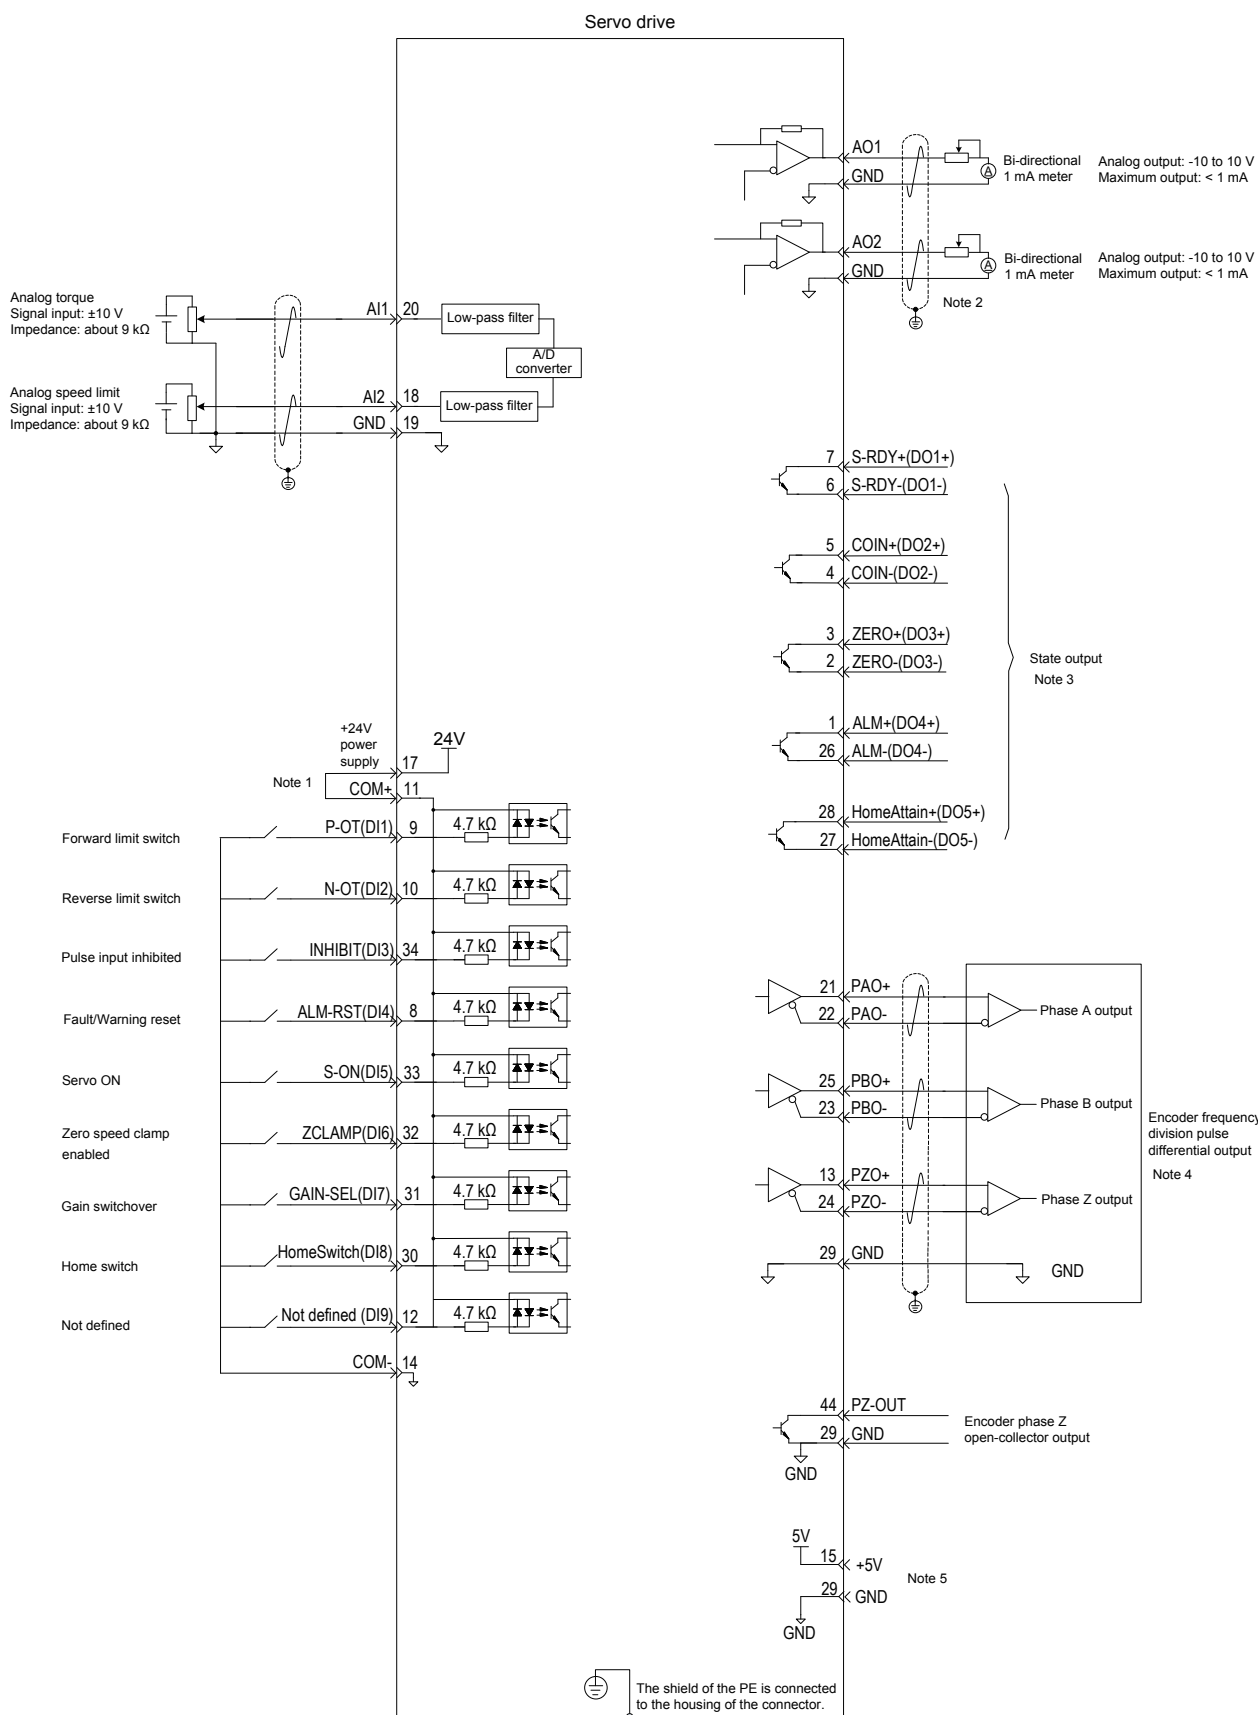 Servo drive
AO1
GND
Bi-directional
1 mA meter
Analog output: -10 to 10 V
Maximum output: < 1 mA
A
AO2
GND
Bi-directional
1 mA meter
Analog output: -10 to 10 V
Maximum output: < 1 mA
A
Note 2
Analog torque
Signal input: ±10 V
Impedance: about 9 kΩ
AI1
20
Low-pass filter
A/D
converter
Analog speed limit
Signal input: ±10 V
Impedance: about 9 kΩ
AI2
18
Low-pass filter
GND
19
7 S-RDY+(DO1+)
6 S-RDY-(DO1-)
5 COIN+(DO2+)
4 COIN-(DO2-)
3 ZERO+(DO3+)
2 ZERO-(DO3-)
State output
Note 3
1 ALM+(DO4+)
26 ALM-(DO4-)
28 HomeAttain+(DO5+)
27 HomeAttain-(DO5-)
+24V
power
supply
24V
17
Note 1
COM+
11
Forward limit switch
P-OT(DI1)
9
4.7 kΩ
Reverse limit switch
N-OT(DI2)
10
4.7 kΩ
Pulse input inhibited
INHIBIT(DI3)
34
4.7 kΩ
Fault/Warning reset
ALM-RST(DI4)
8
4.7 kΩ
Servo ON
S-ON(DI5)
33
4.7 kΩ
Zero speed clamp
enabled
ZCLAMP(DI6)
32
4.7 kΩ
Gain switchover
GAIN-SEL(DI7)
31
4.7 kΩ
Home switch
HomeSwitch(DI8)
30
4.7 kΩ
Not defined
Not defined (DI9)
12
4.7 kΩ
COM-
14
21 PAO+
22 PAO-
Phase A output
25 PBO+
23 PBO-
Phase B output
13 PZO+
24 PZO-
Phase Z output
29 GND
GND
Encoder frequency
division pulse
differential output
Note 4
44 PZ-OUT
29 GND
GND
Encoder phase Z
open-collector output
5V
15 +5V
29 GND
GND
Note 5
The shield of the PE is connected
to the housing of the connector.